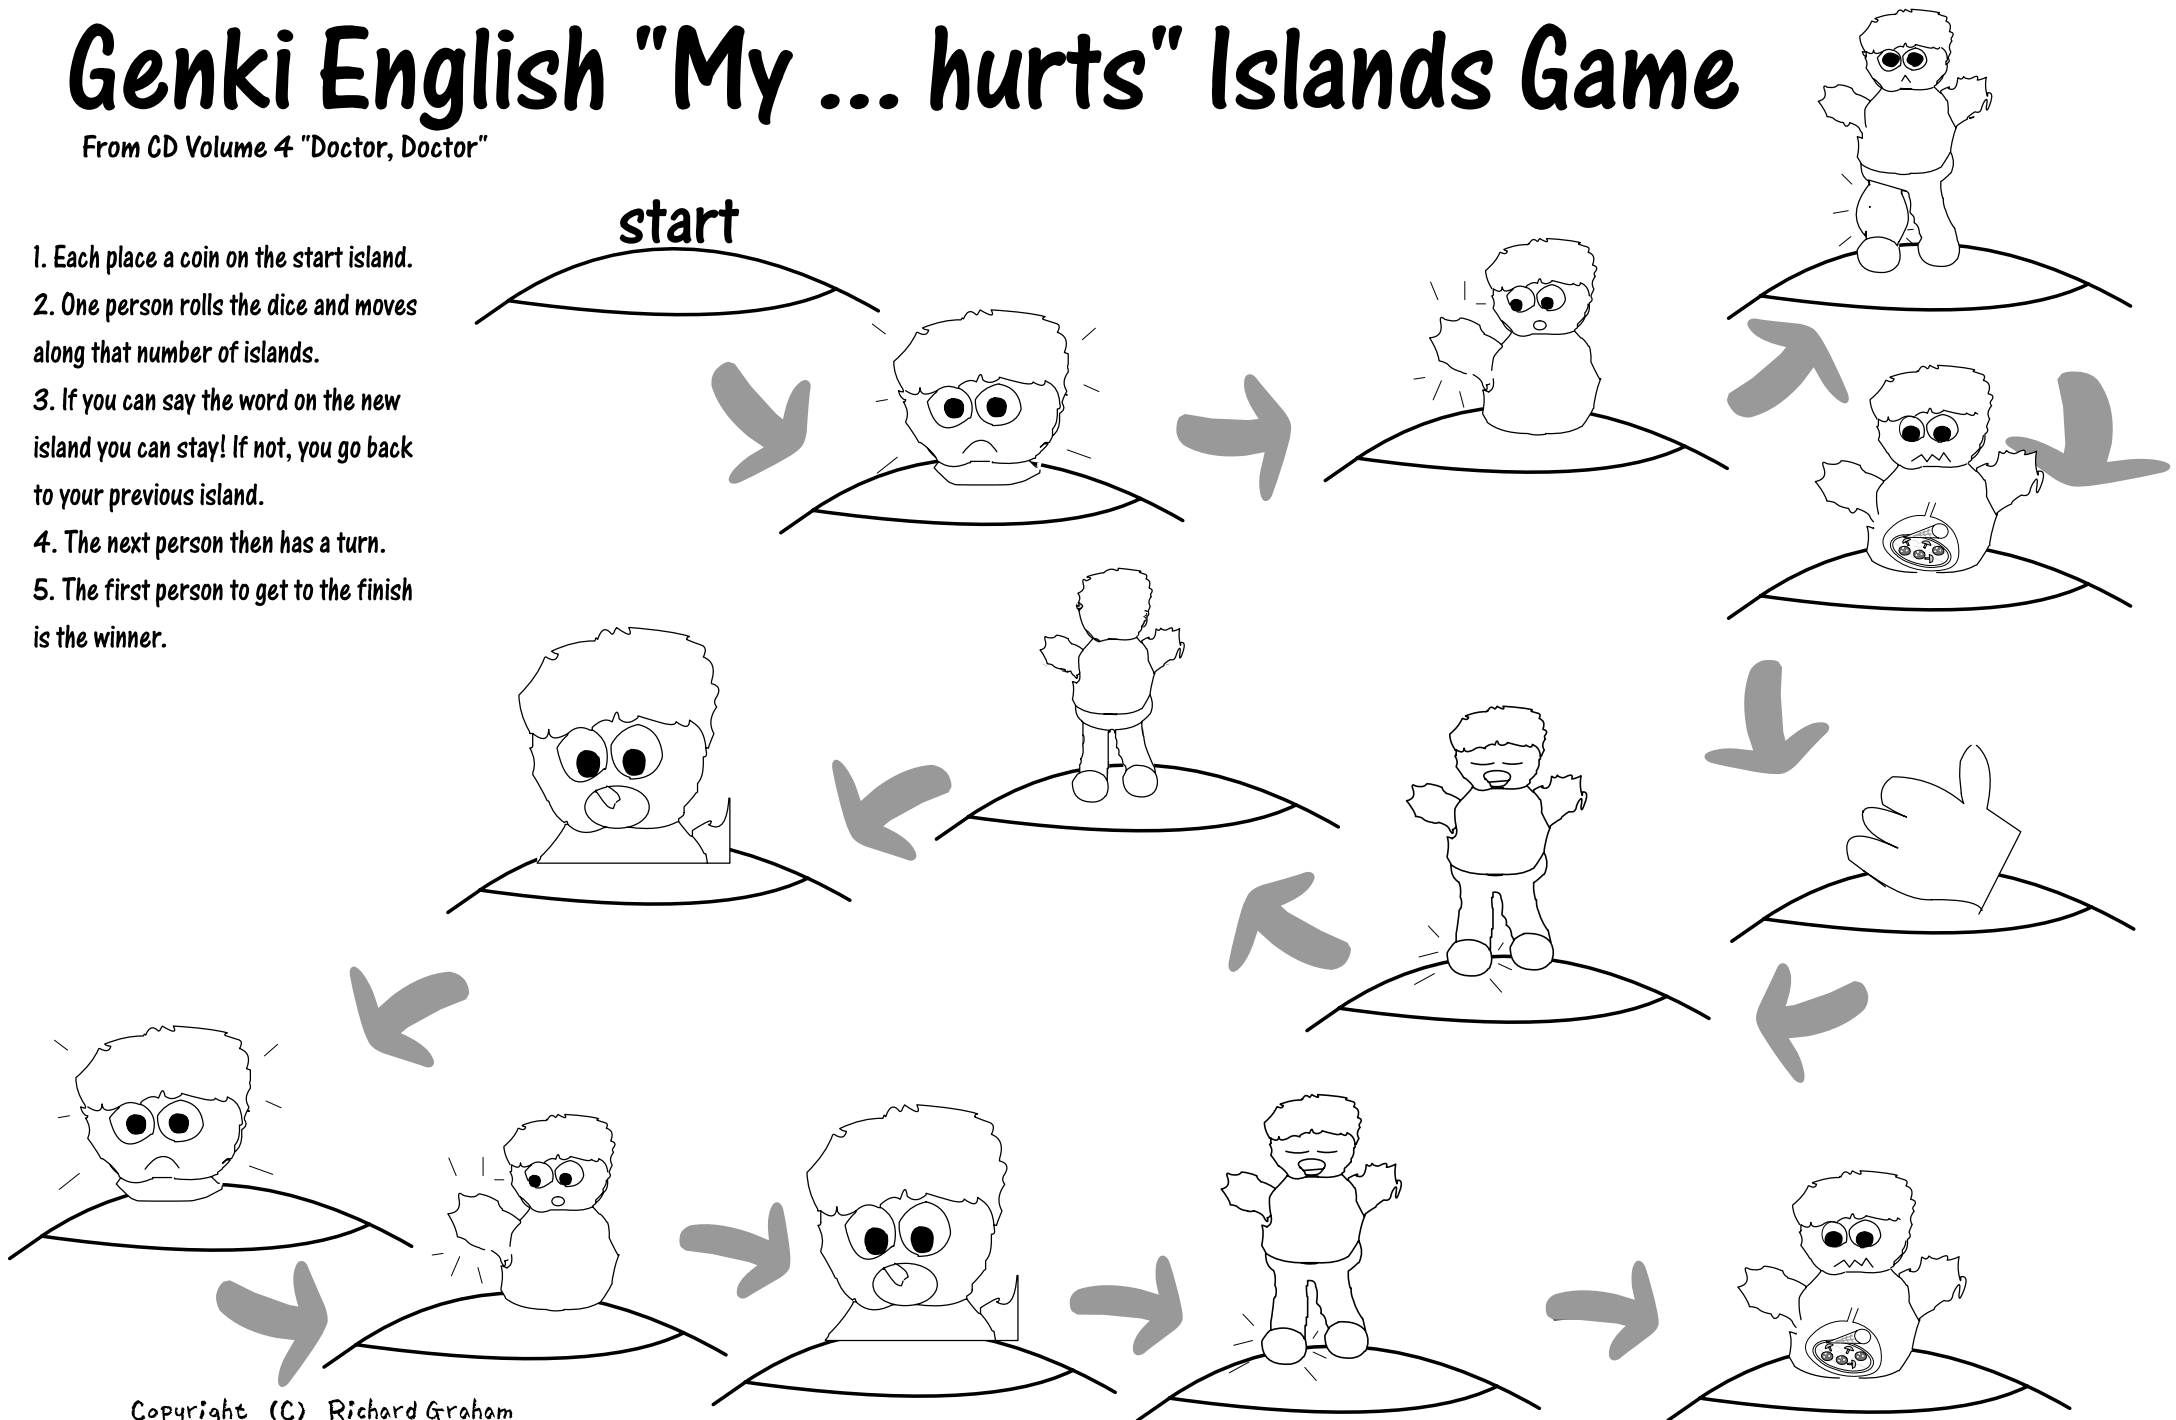 Genki English "My ... hurts" Islands Game
From CD Volume 4 "Doctor, Doctor"
start
1. Each place a coin on the start island.
2. One person rolls the dice and moves
along that number of islands.
3. If you can say the word on the new
island you can stay! If not, you go back
to your previous island.
4. The next person then has a turn.
5. The first person to get to the finish
is the winner.
Copyright (C) Richard Graham